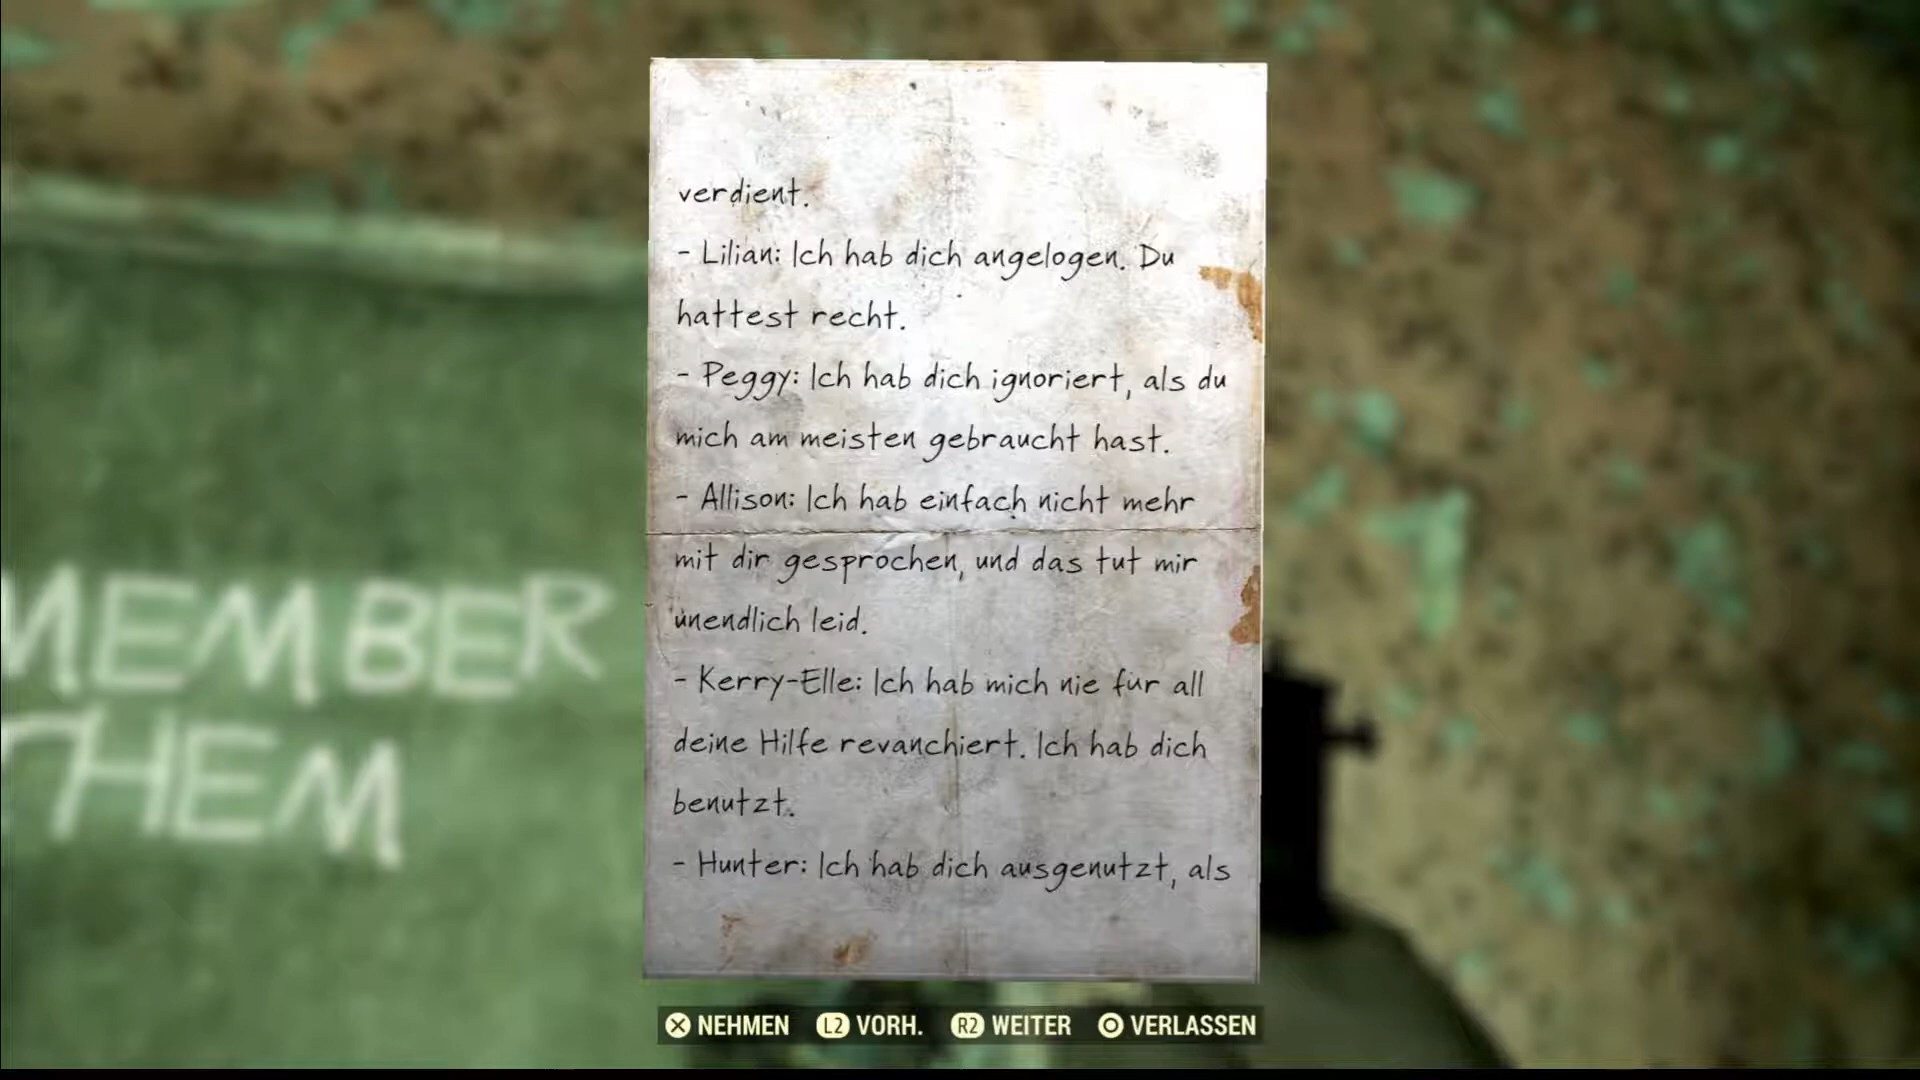 verdient.
- Lilian: Ich hab dich angelogen. Du
hattest recht.
- Peggy: Ich hab dich ignoriert, als du
mich am meisten gebraucht hast.
- Allison: Ich hab einfach nicht mehr
mit dir gesprochen, und das tut mir
unendlich leid.
- Kerry-Elle: Ich hab mich nie für all
deine Hilfe revanchiert. Ich hab dich
benutzt.
- Hunter: Ich hab dich ausgenutzt, als
MEMBER
THEM
NEHMEN L2 VORH. R2 WEITER VERLASSEN